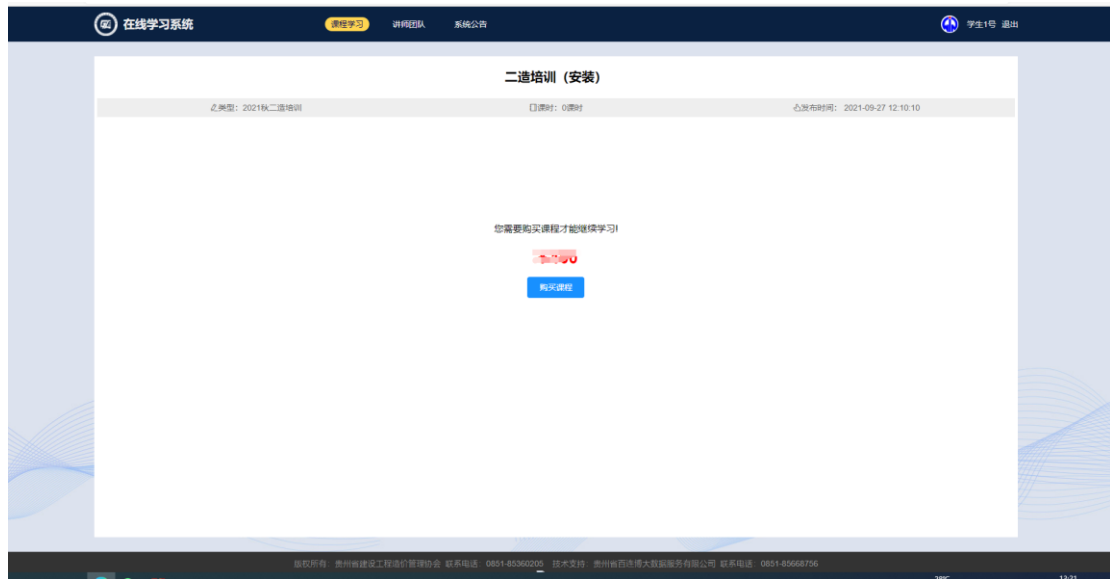 在线学习系统 课程学习 讲师团队 系统公告 学生1号 退出
二造培训（安装）
类型：2021秋二造培训 课时：0课时 发布时间： 2021-09-27 12:10:10
您需要购买课程才能继续学习!
购买课程
版权所有：贵州省建设工程造价管理协会 联系电话：0851-85360205 技术支持：贵州省百连博大数据服务有限公司 联系电话：0851-85668756
13:21